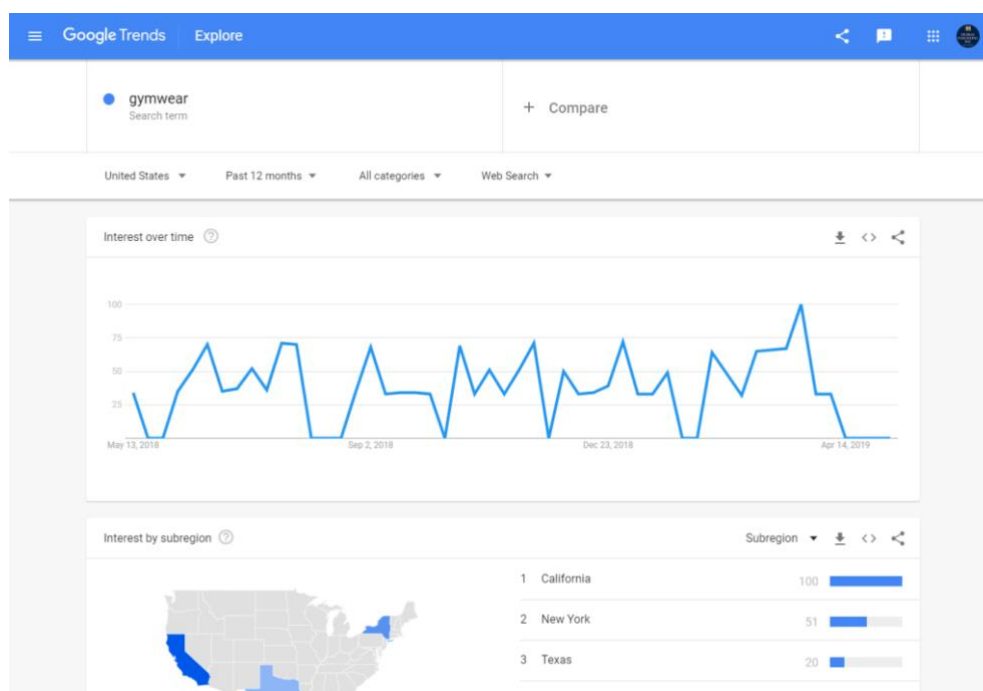 Google Trends Explore
gymwear
Search term
+ Compare
United States Past 12 months All categories Web Search
Interest over time
100
75
50
25
May 13, 2018 Sep 2, 2018 Dec 23, 2018 Apr 14, 2019
Interest by subregion Subregion
1 California 100
2 New York 51
3 Texas 20